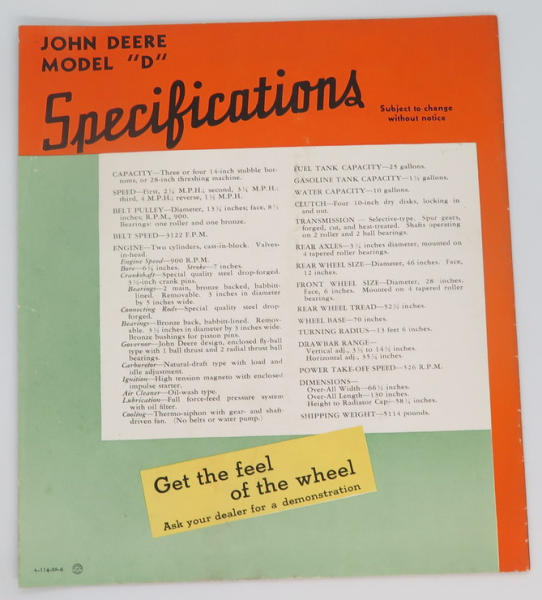 JOHN DEERE
MODEL "D"
Specifications
Subject to change
without notice
CAPACITY—Three or four 14-inch stubble bot-
toms, or 28-inch threshing machine.
SPEED—First, 2½ M.P.H.; second, 3¼ M.P.H.;
third, 4 M.P.H.; reverse, 1¾ M.P.H.
BELT PULLEY—Diameter, 13¾ inches; face, 8½
inches; R.P.M., 900.
Bearings: one roller and one bronze.
BELT SPEED—3122 F.P.M.
ENGINE—Two cylinders, cast-in-block. Valves-
in-head.
Engine Speed—900 R.P.M.
Bore—6¾ inches. Stroke—7 inches.
Crankshaft—Special quality steel, drop-forged.
3½-inch crank pins.
Bearings—2 main, bronze backed, babbitt-
lined. Removable. 3 inches in diameter
by 5 inches wide.
Connecting Rods—Special quality steel drop-
forged.
Bearings—Bronze back, babbitt-lined. Remov-
able. 3½ inches in diameter by 3 inches wide.
Bronze bushings for piston pins.
Governor—John Deere design, enclosed fly-ball
type with 1 thrust and 2 radial thrust ball
bearings.
Carburetor—Natural-draft type with load and
idle adjustment.
Ignition—High tension magneto with enclosed
impulse starter.
Air Cleaner—Oil-wash type.
Lubrication—Full force-feed pressure system
with oil filter.
Cooling—Thermo-siphon with gear- and shaft-
driven fan. (No belts or water pump.)
FUEL TANK CAPACITY—25 gallons.
GASOLINE TANK CAPACITY—1½ gallons.
WATER CAPACITY—10 gallons.
CLUTCH—Four 10-inch dry disks, locking in
and out.
TRANSMISSION — Selective-type. Spur gears,
forged, cut, and heat-treated. Shafts operating
on 2 roller and 2 ball bearings.
REAR AXLES—3½ inches diameter, mounted on
4 tapered roller bearings.
REAR WHEEL SIZE—Diameter, 46 inches. Face,
12 inches.
FRONT WHEEL SIZE—Diameter, 28 inches.
Face, 6 inches. Mounted on 4 tapered roller
bearings.
REAR WHEEL TREAD—52½ inches.
WHEEL BASE—70 inches.
TURNING RADIUS—13 feet 6 inches.
DRAWBAR RANGE—
Vertical adj., 3½ to 14¾ inches.
Horizontal adj., 35¼ inches.
POWER TAKE-OFF SPEED—526 R.P.M.
DIMENSIONS—
Over-All Width—66½ inches.
Over-All Length—130 inches.
Height to Radiator Cap—58¼ inches.
SHIPPING WEIGHT—5114 pounds.
Get the feel
of the wheel
Ask your dealer for a demonstration